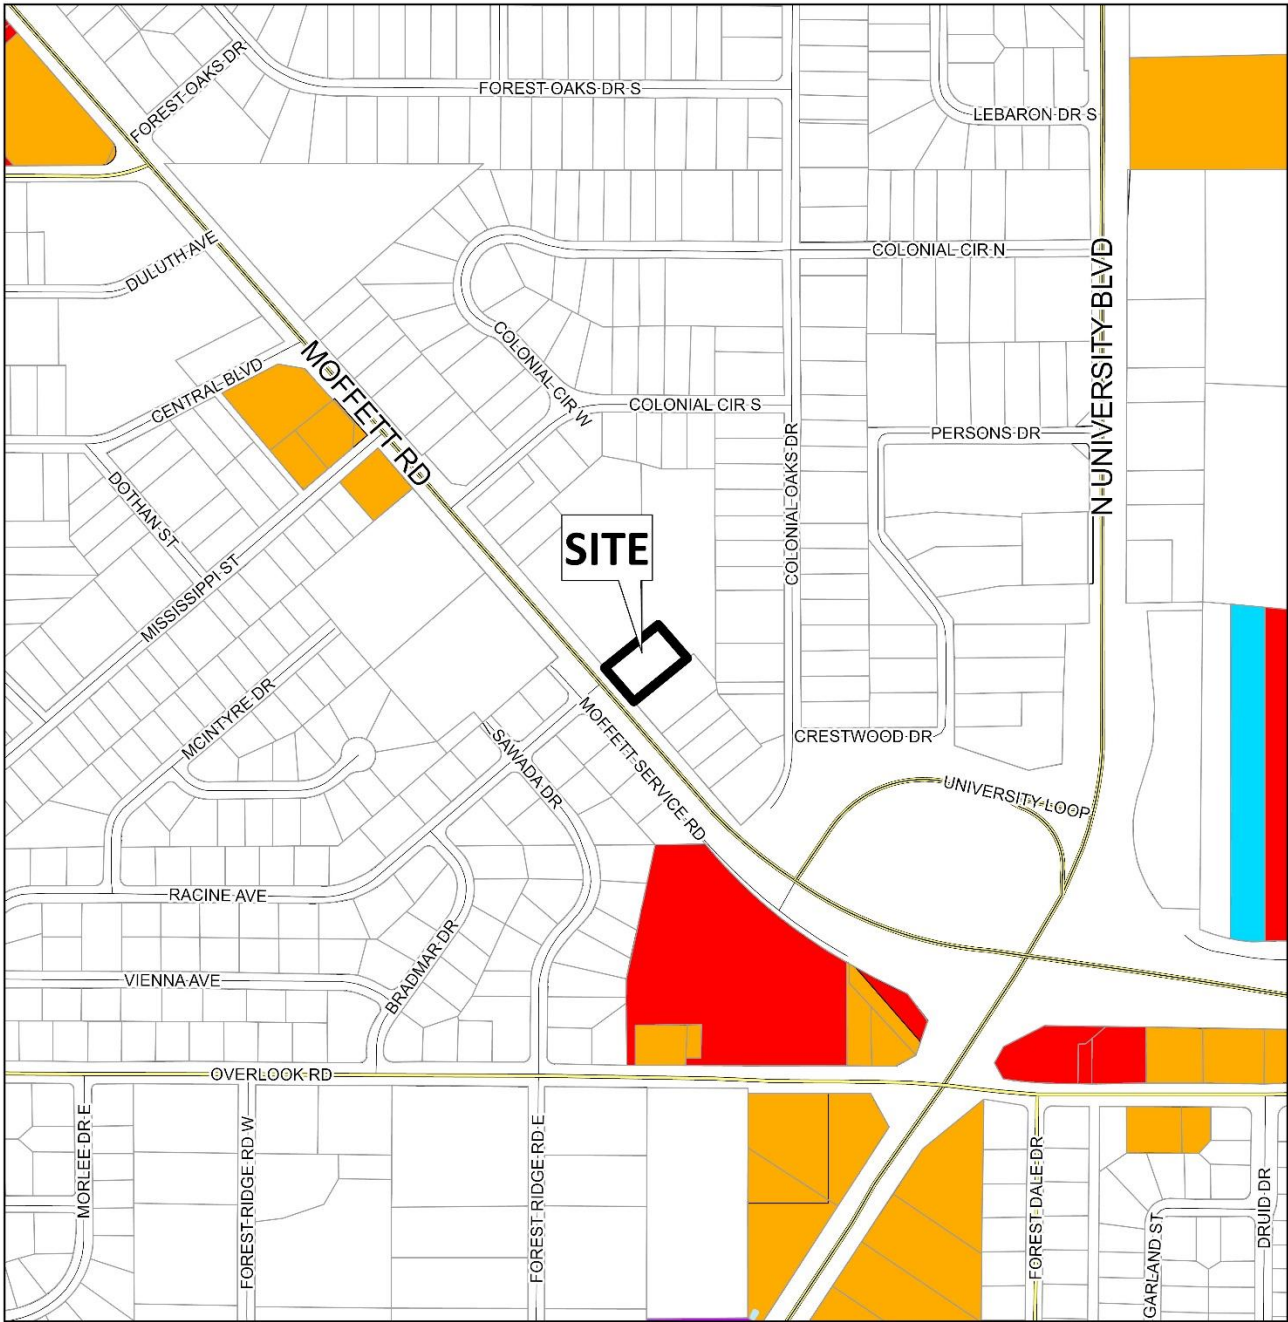 FOREST OAKS DR
FOREST OAKS DR S
LEBARON DR S
DULUTH AVE
COLONIAL CIR N
N UNIVERSITY BLVD
MOFFETT RD
CENTRAL BLVD
COLONIAL CIR W
COLONIAL CIR S
COLONIAL OAKS DR
PERSONS DR
DOTHAN ST
MISSISSIPPI ST
SITE
MCINTYRE DR
SAWADA DR
MOFFETT SERVICE RD
CRESTWOOD DR
UNIVERSITY LOOP
RACINE AVE
VIENNA AVE
BRADMAR DR
OVERLOOK RD
MORLEE DR E
FOREST RIDGE RD W
FOREST RIDGE RD E
FOREST DALE DR
GARLAND ST
DRUID DR